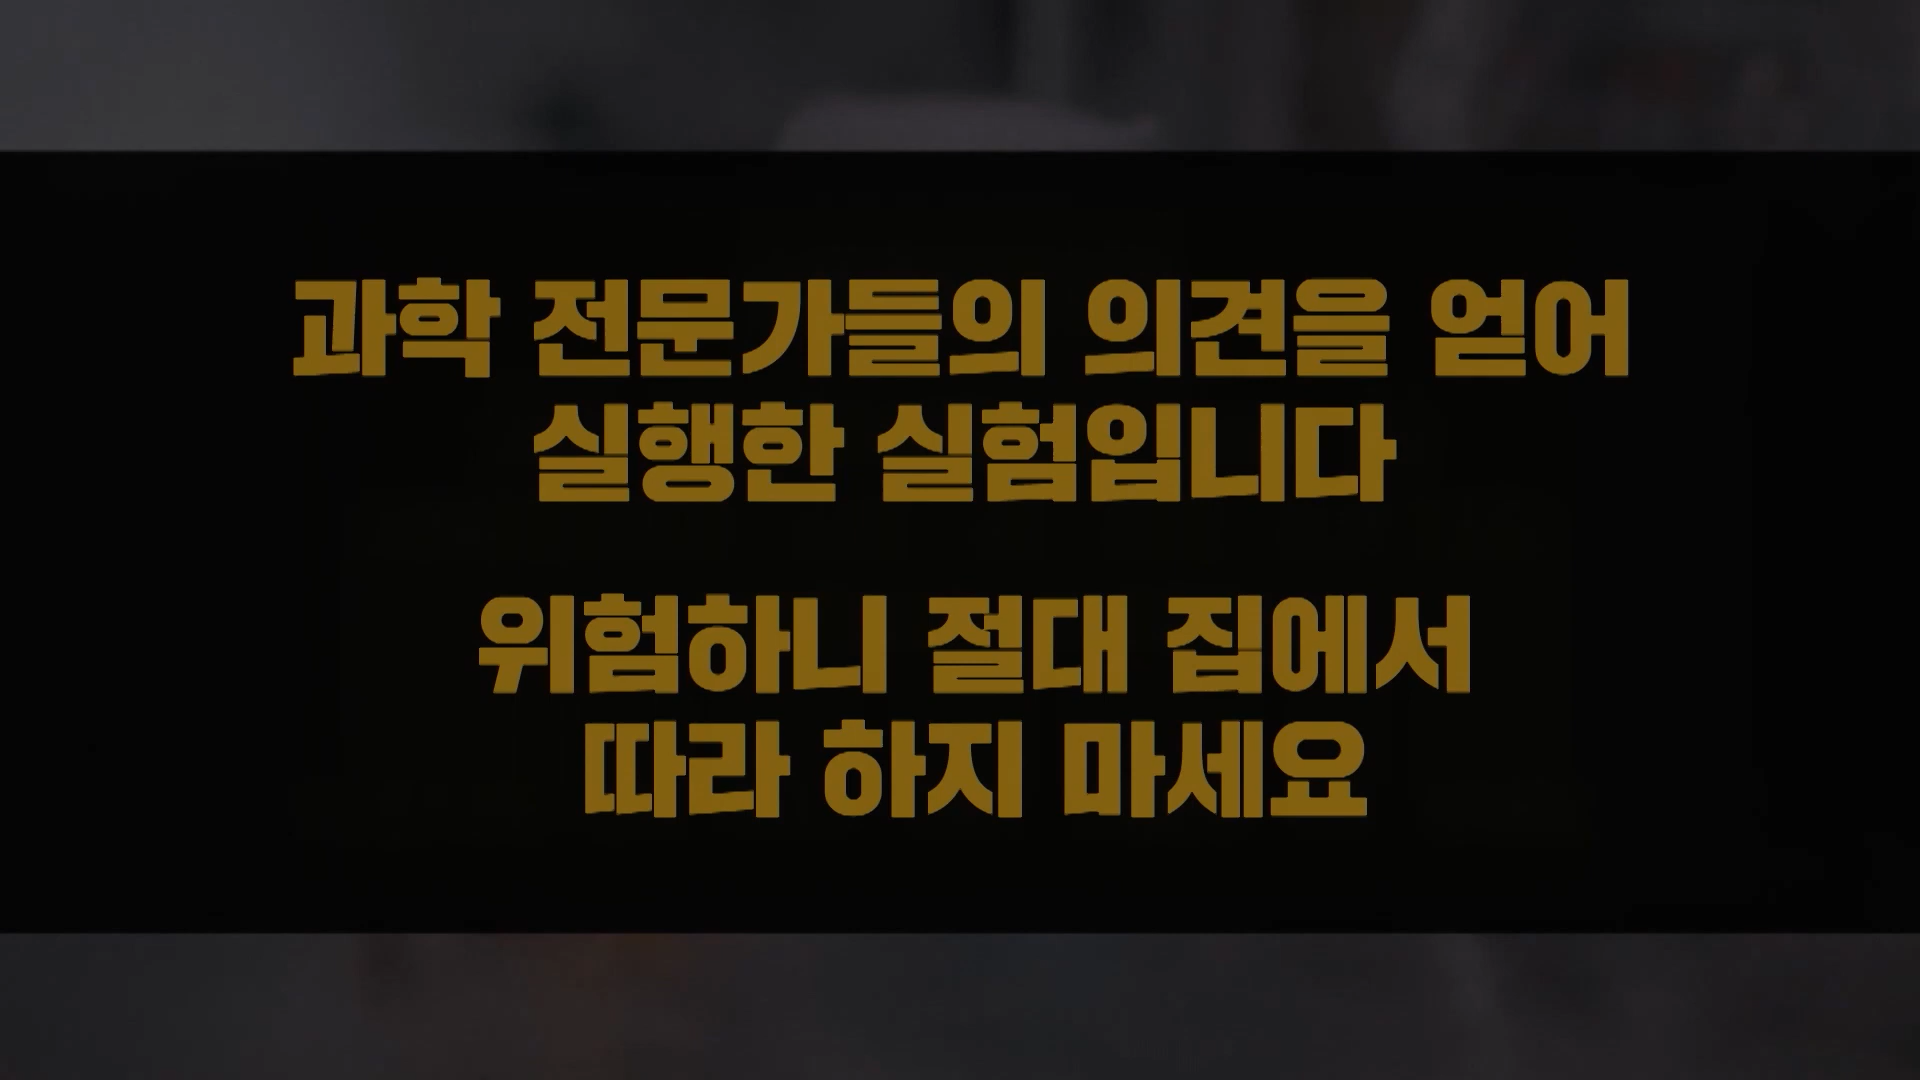 과학 전문가들의 의견을 얻어
실행한 실험입니다
위험하니 절대 집에서
따라 하지 마세요